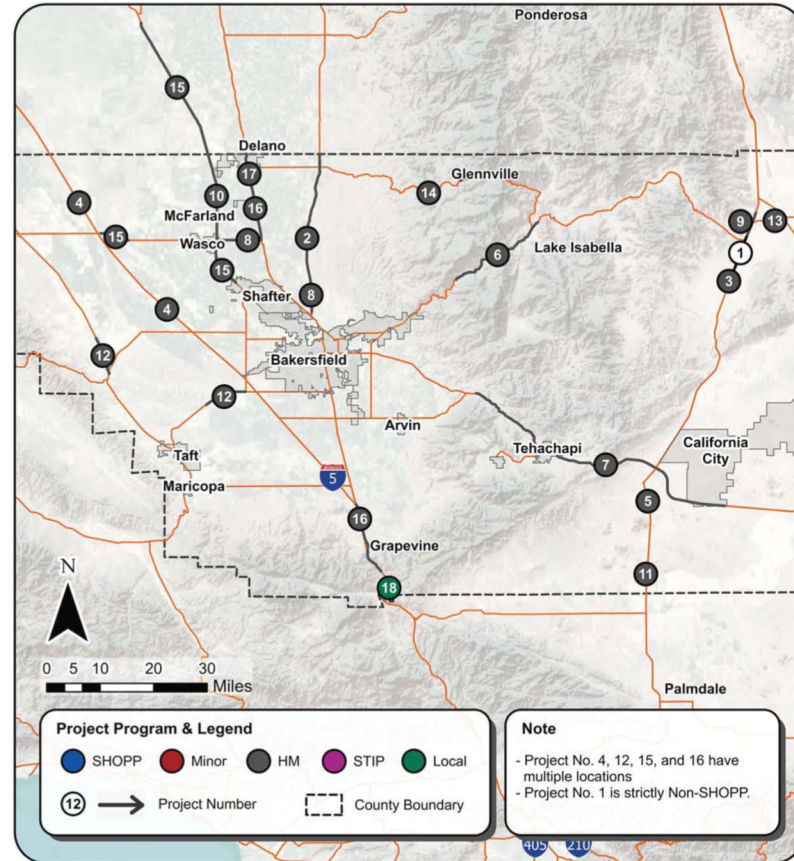 Ponderosa
15
Delano
17
Glennville
14
4
10
McFarland
16
15
Wasco
8
2
9
13
1
Lake Isabella
6
3
15
Shafter
8
4
12
Bakersfield
12
Arvin
Taft
Tehachapi
California
City
7
5
Maricopa
5
16
Grapevine
11
18
N
0 5 10 20 30
Miles
Palmdale
Project Program & Legend
SHOPP Minor HM STIP Local
12 Project Number County Boundary
Note
- Project No. 4, 12, 15, and 16 have
multiple locations
- Project No. 1 is strictly Non-SHOPP.
405 210